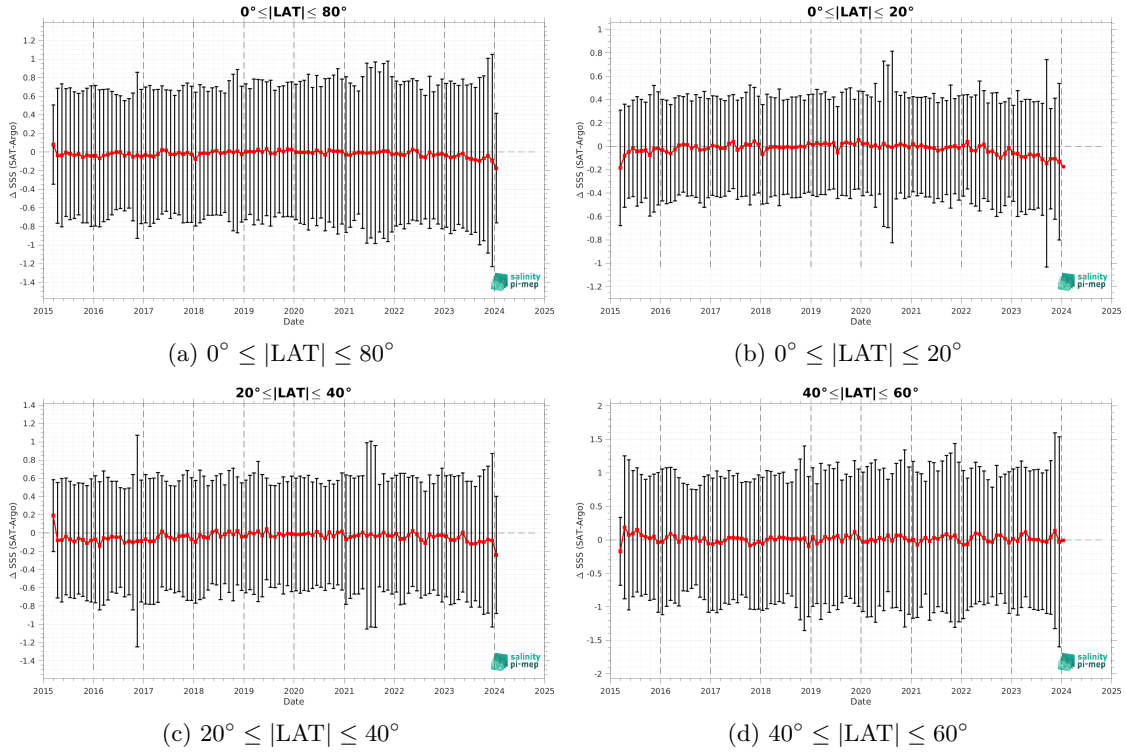 0°≤|LAT|≤ 80°
Δ SSS (SAT-Argo)
1.2
1
0.8
0.6
0.4
0.2
0
-0.2
-0.4
-0.6
-0.8
-1
-1.2
-1.4
2015 2016 2017 2018 2019 2020 2021 2022 2023 2024 2025
Date
salinity
pi-mep
(a) 0° ≤ |LAT| ≤ 80°
0°≤|LAT|≤ 20°
Δ SSS (SAT-Argo)
1
0.8
0.6
0.4
0.2
0
-0.2
-0.4
-0.6
-0.8
-1
-1.2
2015 2016 2017 2018 2019 2020 2021 2022 2023 2024 2025
Date
salinity
pi-mep
(b) 0° ≤ |LAT| ≤ 20°
20°≤|LAT|≤ 40°
Δ SSS (SAT-Argo)
1.4
1.2
1
0.8
0.6
0.4
0.2
0
-0.2
-0.4
-0.6
-0.8
-1
-1.2
-1.4
2015 2016 2017 2018 2019 2020 2021 2022 2023 2024 2025
Date
salinity
pi-mep
(c) 20° ≤ |LAT| ≤ 40°
40°≤|LAT|≤ 60°
Δ SSS (SAT-Argo)
2
1.5
1
0.5
0
-0.5
-1
-1.5
-2
2015 2016 2017 2018 2019 2020 2021 2022 2023 2024 2025
Date
salinity
pi-mep
(d) 40° ≤ |LAT| ≤ 60°